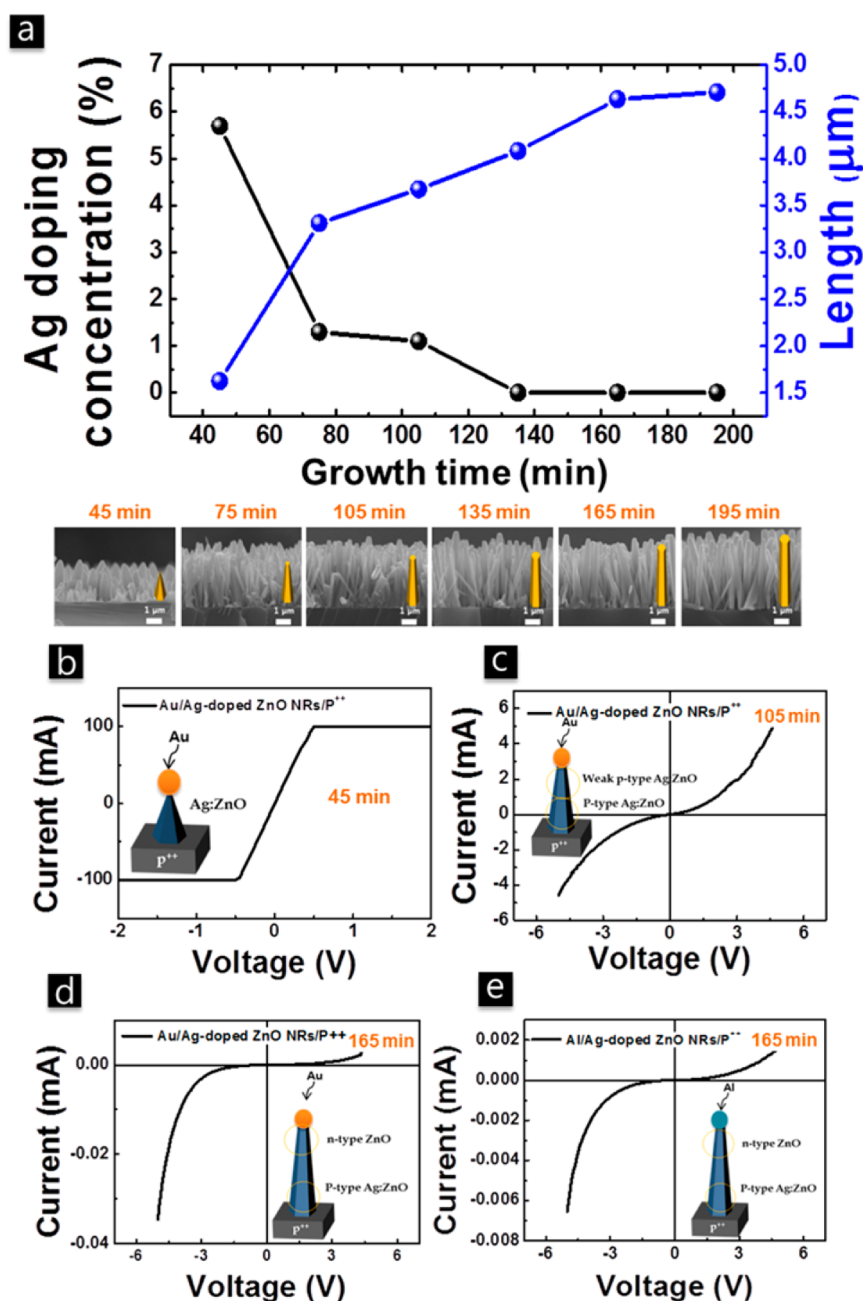 a
Ag doping
concentration (%)
7
6
5
4
3
2
1
0
5.0
4.5
4.0
3.5
3.0
2.5
2.0
1.5
Length (μm)
40 60 80 100 120 140 160 180 200
Growth time (min)
45 min 75 min 105 min 135 min 165 min 195 min
1 μm 1 μm 1 μm 1 μm 1 μm 1 μm
b
Au/Ag-doped ZnO NRs/P++
Current (mA)
100
0
-100
Au
Ag:ZnO
P++
45 min
-2 -1 0 1 2
Voltage (V)
c
Au/Ag-doped ZnO NRs/P++
105 min
Current (mA)
6
4
2
0
-2
-4
-6
Au
Weak p-type Ag:ZnO
P-type Ag:ZnO
P++
-6 -3 0 3 6
Voltage (V)
d
Au/Ag-doped ZnO NRs/P++
165 min
Current (mA)
0.00
-0.02
-0.04
Au
n-type ZnO
P-type Ag:ZnO
P++
-6 -3 0 3 6
Voltage (V)
e
Al/Ag-doped ZnO NRs/P++
165 min
Current (mA)
0.002
0.000
-0.002
-0.004
-0.006
-0.008
Al
n-type ZnO
P-type Ag:ZnO
P++
-6 -3 0 3 6
Voltage (V)